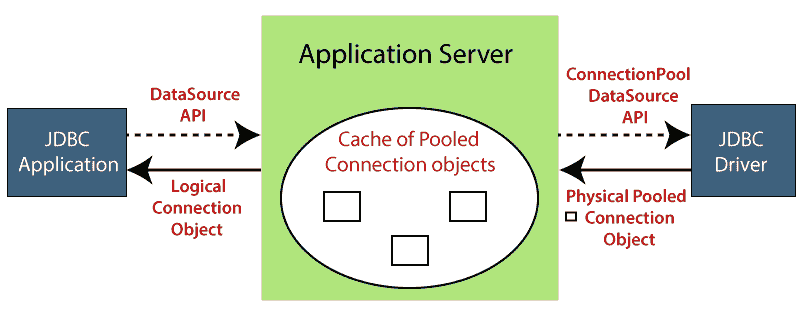 Application Server
DataSource
API
ConnectionPool
DataSource
API
JDBC
Application
Cache of Pooled
Connection objects
JDBC
Driver
Logical
Connection
Object
Physical Pooled
Connection
Object